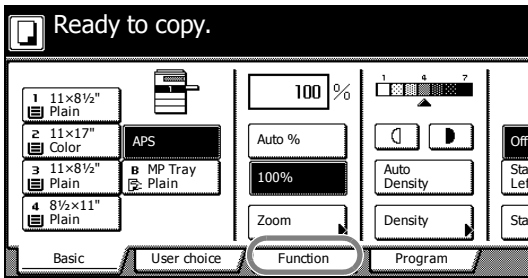 Ready to copy.
1 11×8½"
Plain
2 11×17"
Color
3 11×8½"
Plain
4 8½×11"
Plain
1
APS
B MP Tray
Plain
100 %
Auto %
100%
Zoom
1 4 7
Auto
Density
Density
Off
Sta
Let
Sta
Basic
User choice
Function
Program